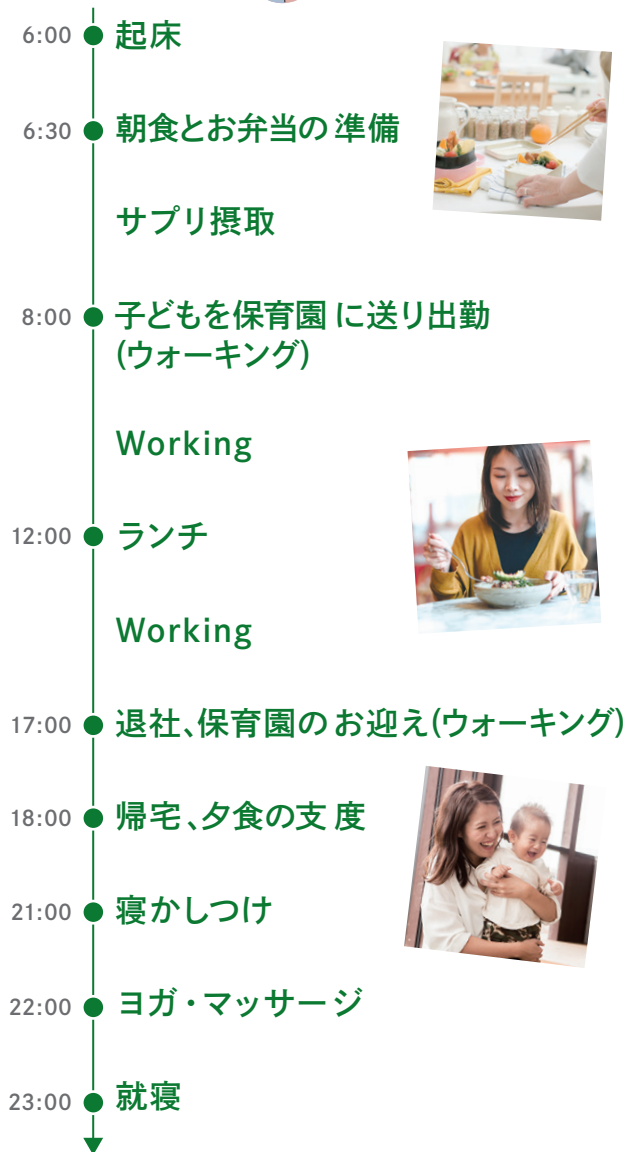 6:00 起床
6:30 朝食とお弁当の準備
サプリ摂取
8:00 子どもを保育園に送り出勤
(ウォーキング)
Working
12:00 ランチ
Working
17:00 退社、保育園のお迎え(ウォーキング)
18:00 帰宅、夕食の支度
21:00 寝かしつけ
22:00 ヨガ・マッサージ
23:00 就寝